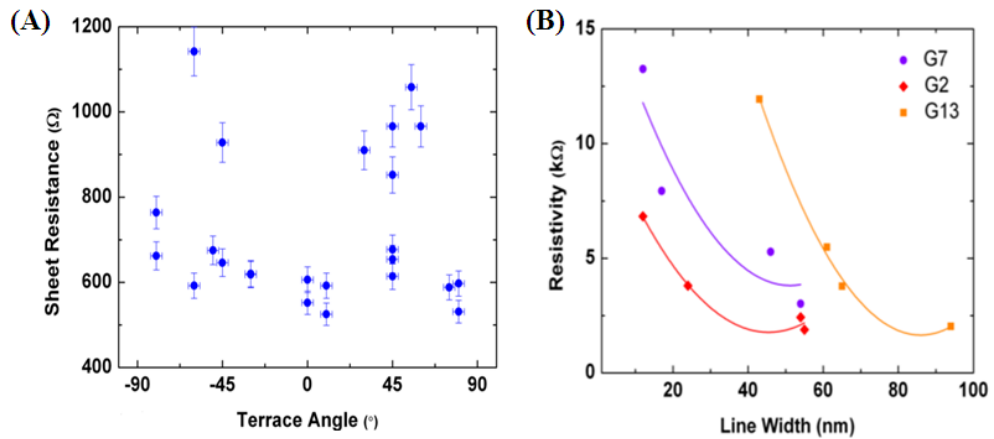 (A)
1200
1000
800
600
400
Sheet Resistance (Ω)
-90 -45 0 45 90
Terrace Angle (°)
(B)
15
10
5
0
Resistivity (kΩ)
G7
G2
G13
20 40 60 80 100
Line Width (nm)